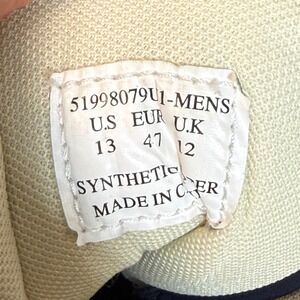 51998079U1-MENS
U.S EUR U.K
13 47 12
SYNTHETIC
MADE IN